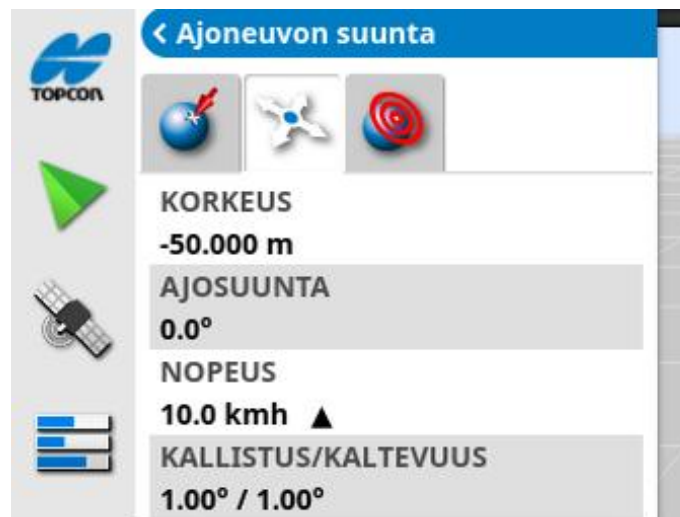 TOPCON
< Ajoneuvon suunta
KORKEUS
-50.000 m
AJOSUUNTA
0.0°
NOPEUS
10.0 kmh ▲
KALLISTUS/KALTEVUUS
1.00° / 1.00°